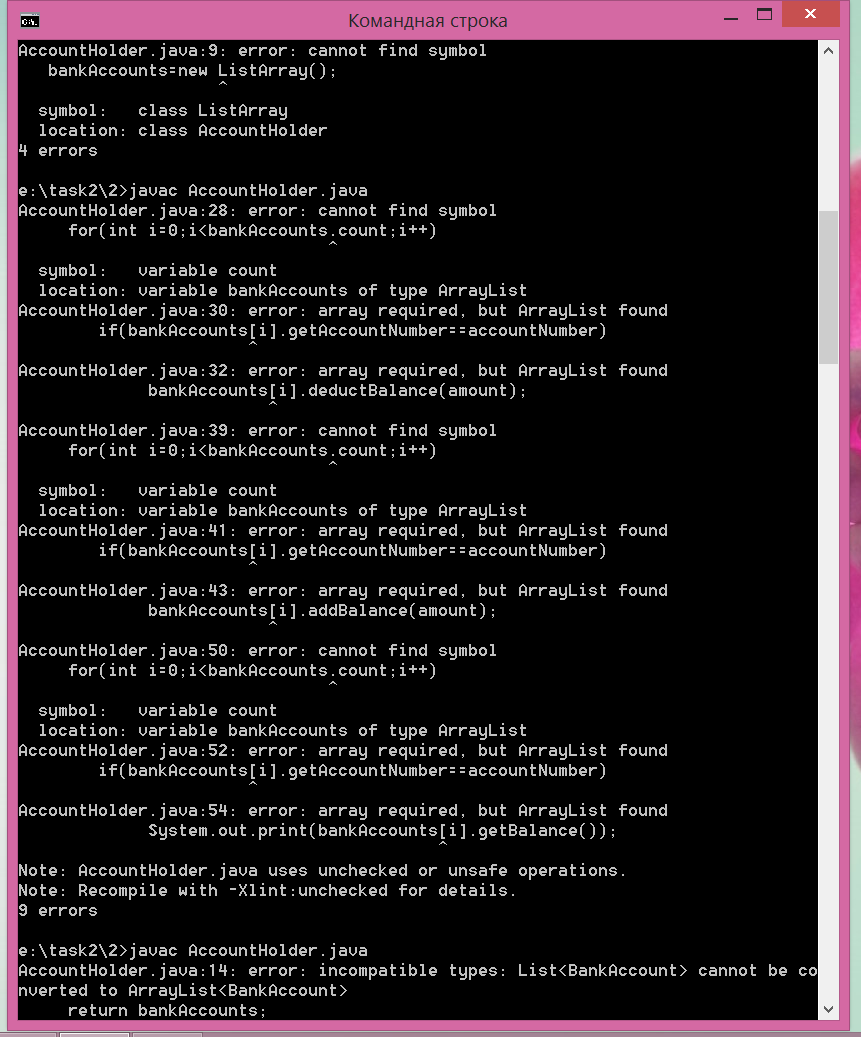 Командная строка
AccountHolder.java:9: error: cannot find symbol
bankAccounts=new ListArray();
^
symbol: class ListArray
location: class AccountHolder
4 errors
e:\task2\2>javac AccountHolder.java
AccountHolder.java:28: error: cannot find symbol
for(int i=0;i<bankAccounts.count;i++)
^
symbol: variable count
location: variable bankAccounts of type ArrayList
AccountHolder.java:30: error: array required, but ArrayList found
if(bankAccounts[i].getAccountNumber==accountNumber)
^
AccountHolder.java:32: error: array required, but ArrayList found
bankAccounts[i].deductBalance(amount);
^
AccountHolder.java:39: error: cannot find symbol
for(int i=0;i<bankAccounts.count;i++)
^
symbol: variable count
location: variable bankAccounts of type ArrayList
AccountHolder.java:41: error: array required, but ArrayList found
if(bankAccounts[i].getAccountNumber==accountNumber)
^
AccountHolder.java:43: error: array required, but ArrayList found
bankAccounts[i].addBalance(amount);
^
AccountHolder.java:50: error: cannot find symbol
for(int i=0;i<bankAccounts.count;i++)
^
symbol: variable count
location: variable bankAccounts of type ArrayList
AccountHolder.java:52: error: array required, but ArrayList found
if(bankAccounts[i].getAccountNumber==accountNumber)
^
AccountHolder.java:54: error: array required, but ArrayList found
System.out.print(bankAccounts[i].getBalance());
^
Note: AccountHolder.java uses unchecked or unsafe operations.
Note: Recompile with -Xlint:unchecked for details.
9 errors
e:\task2\2>javac AccountHolder.java
AccountHolder.java:14: error: incompatible types: List<BankAccount> cannot be co
nverted to ArrayList<BankAccount>
return bankAccounts;